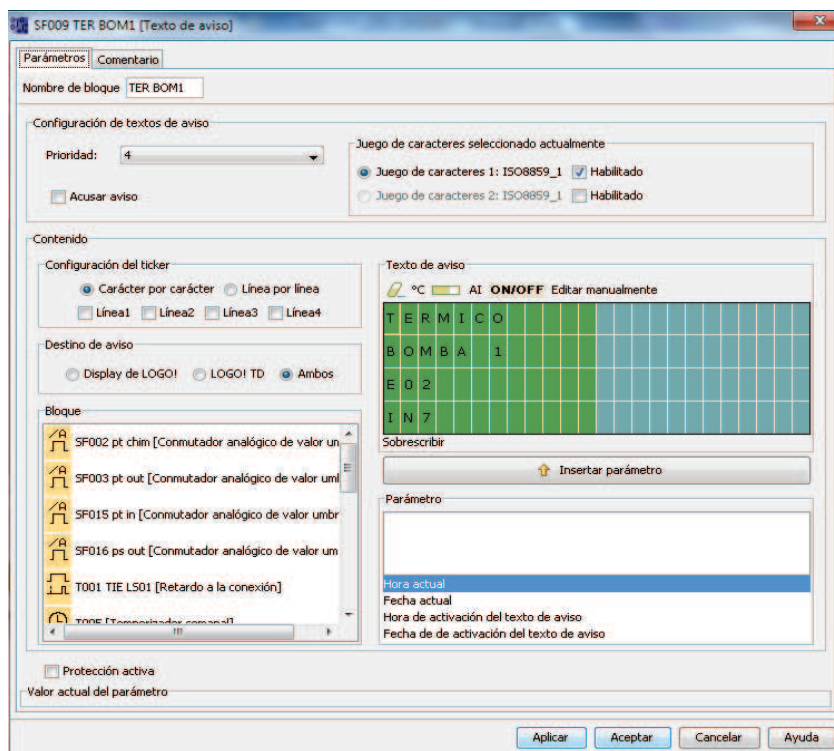 SF009 TER BOM1 [Texto de aviso]
Parámetros Comentario
Nombre de bloque TER BOM1
Configuración de textos de aviso
Prioridad: 4
Acusar aviso
Juego de caracteres seleccionado actualmente
Juego de caracteres 1: ISO8859_1 Habilitado
Juego de caracteres 2: ISO8859_1 Habilitado
Contenido
Configuración del ticker
Carácter por carácter Línea por línea
Línea1 Línea2 Línea3 Línea4
Destino de aviso
Display de LOGO! LOGO! TD Ambos
Bloque
SF002 pt chim [Conmutador analógico de valor un
SF003 pt out [Conmutador analógico de valor uml
SF015 pt in [Conmutador analógico de valor umbr
SF016 ps out [Conmutador analógico de valor um
T001 TIE LS01 [Retardo a la conexión]
T005 [Temporizador semanal]
Texto de aviso
°C AI ON/OFF Editar manualmente
TERMICO
BOMBA 1
E02
IN7
Sobrescribir
Insertar parámetro
Parámetro
Hora actual
Fecha actual
Hora de activación del texto de aviso
Fecha de de activación del texto de aviso
Protección activa
Valor actual del parámetro
Aplicar Aceptar Cancelar Ayuda